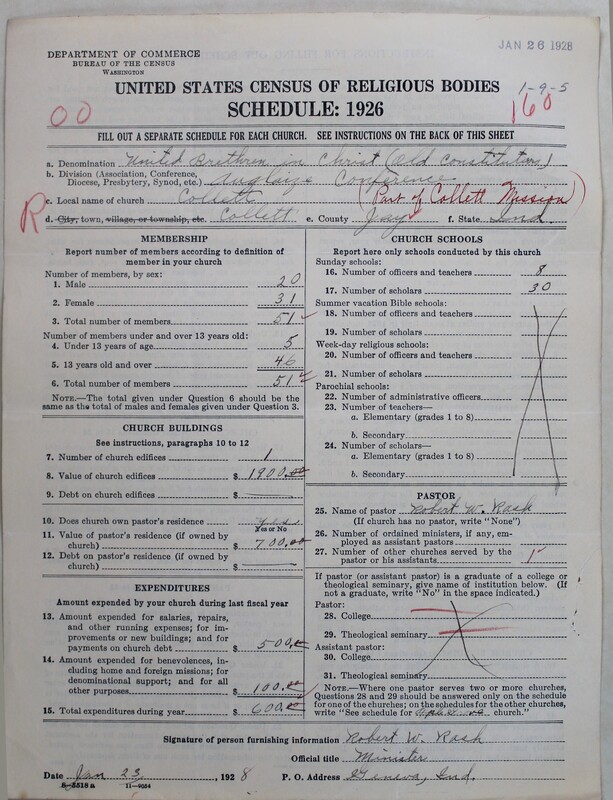 JAN 26 1928
DEPARTMENT OF COMMERCE
BUREAU OF THE CENSUS
WASHINGTON
UNITED STATES CENSUS OF RELIGIOUS BODIES
1-9-5
SCHEDULE: 1926
00
160
FILL OUT A SEPARATE SCHEDULE FOR EACH CHURCH. SEE INSTRUCTIONS ON THE BACK OF THIS SHEET
a. Denomination United Brethren in Christ (Old Constitution)
b. Division (Association, Conference,
Diocese, Presbytery, Synod, etc.) Auglaize Conference
c. Local name of church Collett (Part of Collett Mission)
R
d. City, town, village, or township, etc. Collett e. County Jay f. State Ind.
MEMBERSHIP
Report number of members according to definition of
member in your church
Number of members, by sex:
1. Male 20
2. Female 31
3. Total number of members 51
Number of members under and over 13 years old:
4. Under 13 years of age 5
5. 13 years old and over 46
6. Total number of members 51
NOTE.—The total given under Question 6 should be
same as the total of males and females given under Question 3.
CHURCH BUILDINGS
See instructions, paragraphs 10 to 12
7. Number of church edifices 1
8. Value of church edifices $ 1900.00
9. Debt on church edifices $
10. Does church own pastor's residence Yes
Yes or No
11. Value of pastor's residence (if owned by
church) $ 700.00
12. Debt on pastor's residence (if owned by
church) $
EXPENDITURES
Amount expended by your church during last fiscal year
13. Amount expended for salaries, repairs,
and other running expenses; for im-
provements or new buildings; and for
payments on church debt $ 500.00
14. Amount expended for benevolences, in-
cluding home and foreign missions; for
denominational support; and for all
other purposes $ 100.00
15. Total expenditures during year $ 600.00
CHURCH SCHOOLS
Report here only schools conducted by this church
Sunday schools:
16. Number of officers and teachers 8
17. Number of scholars 30
Summer vacation Bible schools:
18. Number of officers and teachers
19. Number of scholars
Week-day religious schools:
20. Number of officers and teachers
21. Number of scholars
Parochial schools:
22. Number of administrative officers
23. Number of teachers—
a. Elementary (grades 1 to 8)
b. Secondary
24. Number of scholars—
a. Elementary (grades 1 to 8)
b. Secondary
PASTOR
25. Name of pastor Robert W. Rash
(If church has no pastor, write "None")
26. Number of ordained ministers, if any, em-
ployed as assistant pastors
27. Number of other churches served by the
pastor or his assistants 1
If pastor (or assistant pastor) is a graduate of a college or
theological seminary, give name of institution below. (If
not a graduate, write "No" in the space indicated.)
Pastor:
28. College
29. Theological seminary
Assistant pastor:
30. College
31. Theological seminary
NOTE.—Where one pastor serves two or more churches,
Questions 28 and 29 should be answered only on the schedule
for one of the churches; on the schedules for the other churches,
write "See schedule for church."
Signature of person furnishing information Robert W. Rash
Official title Minister
Date Jan 23, 1928 P. O. Address Geneva, Ind.
8-5518 a 11-9054